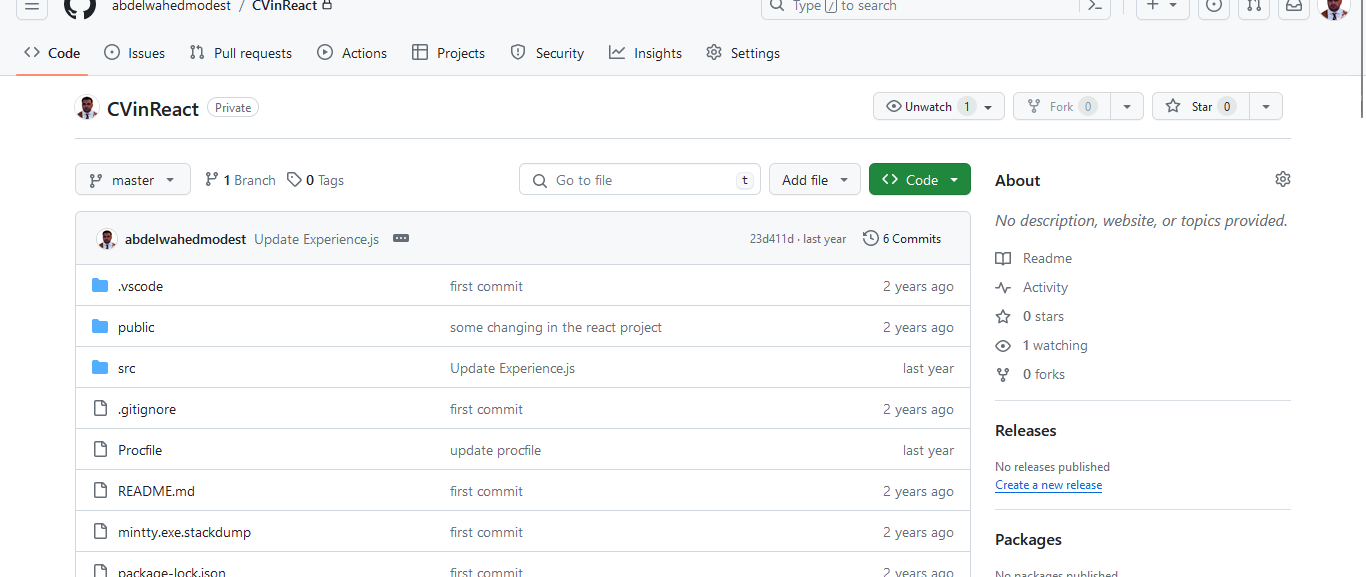 abdelwahedmodest / CVinReact
Type / to search
Code Issues Pull requests Actions Projects Security Insights Settings
CVinReact Private
Unwatch 1 Fork 0 Star 0
master 1 Branch 0 Tags
Go to file t
Add file
Code
abdelwahedmodest Update Experience.js
23d411d · last year 6 Commits
.vscode first commit 2 years ago
public some changing in the react project 2 years ago
src Update Experience.js last year
.gitignore first commit 2 years ago
Procfile update procfile last year
README.md first commit 2 years ago
mintty.exe.stackdump first commit 2 years ago
package-lock.json first commit 2 years ago
About
No description, website, or topics provided.
Readme
Activity
0 stars
1 watching
0 forks
Releases
No releases published
Create a new release
Packages
No packages published